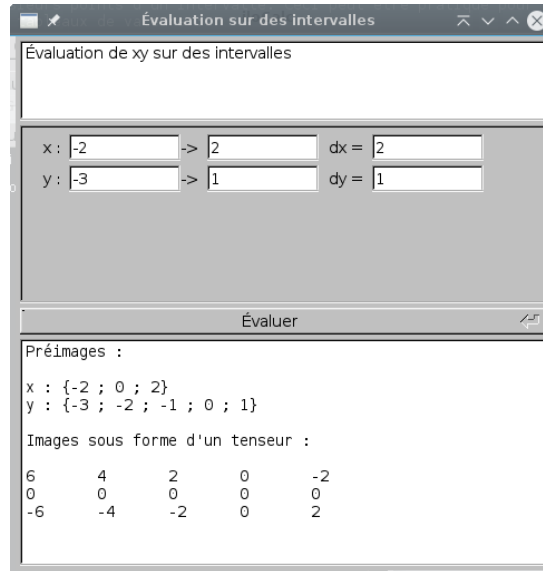 Évaluation sur des intervalles
Évaluation de xy sur des intervalles
x : -2 -> 2 dx = 2
y : -3 -> 1 dy = 1
Évaluer
Préimages :
x : {-2 ; 0 ; 2}
y : {-3 ; -2 ; -1 ; 0 ; 1}
Images sous forme d'un tenseur :
6 4 2 0 -2
0 0 0 0 0
-6 -4 -2 0 2